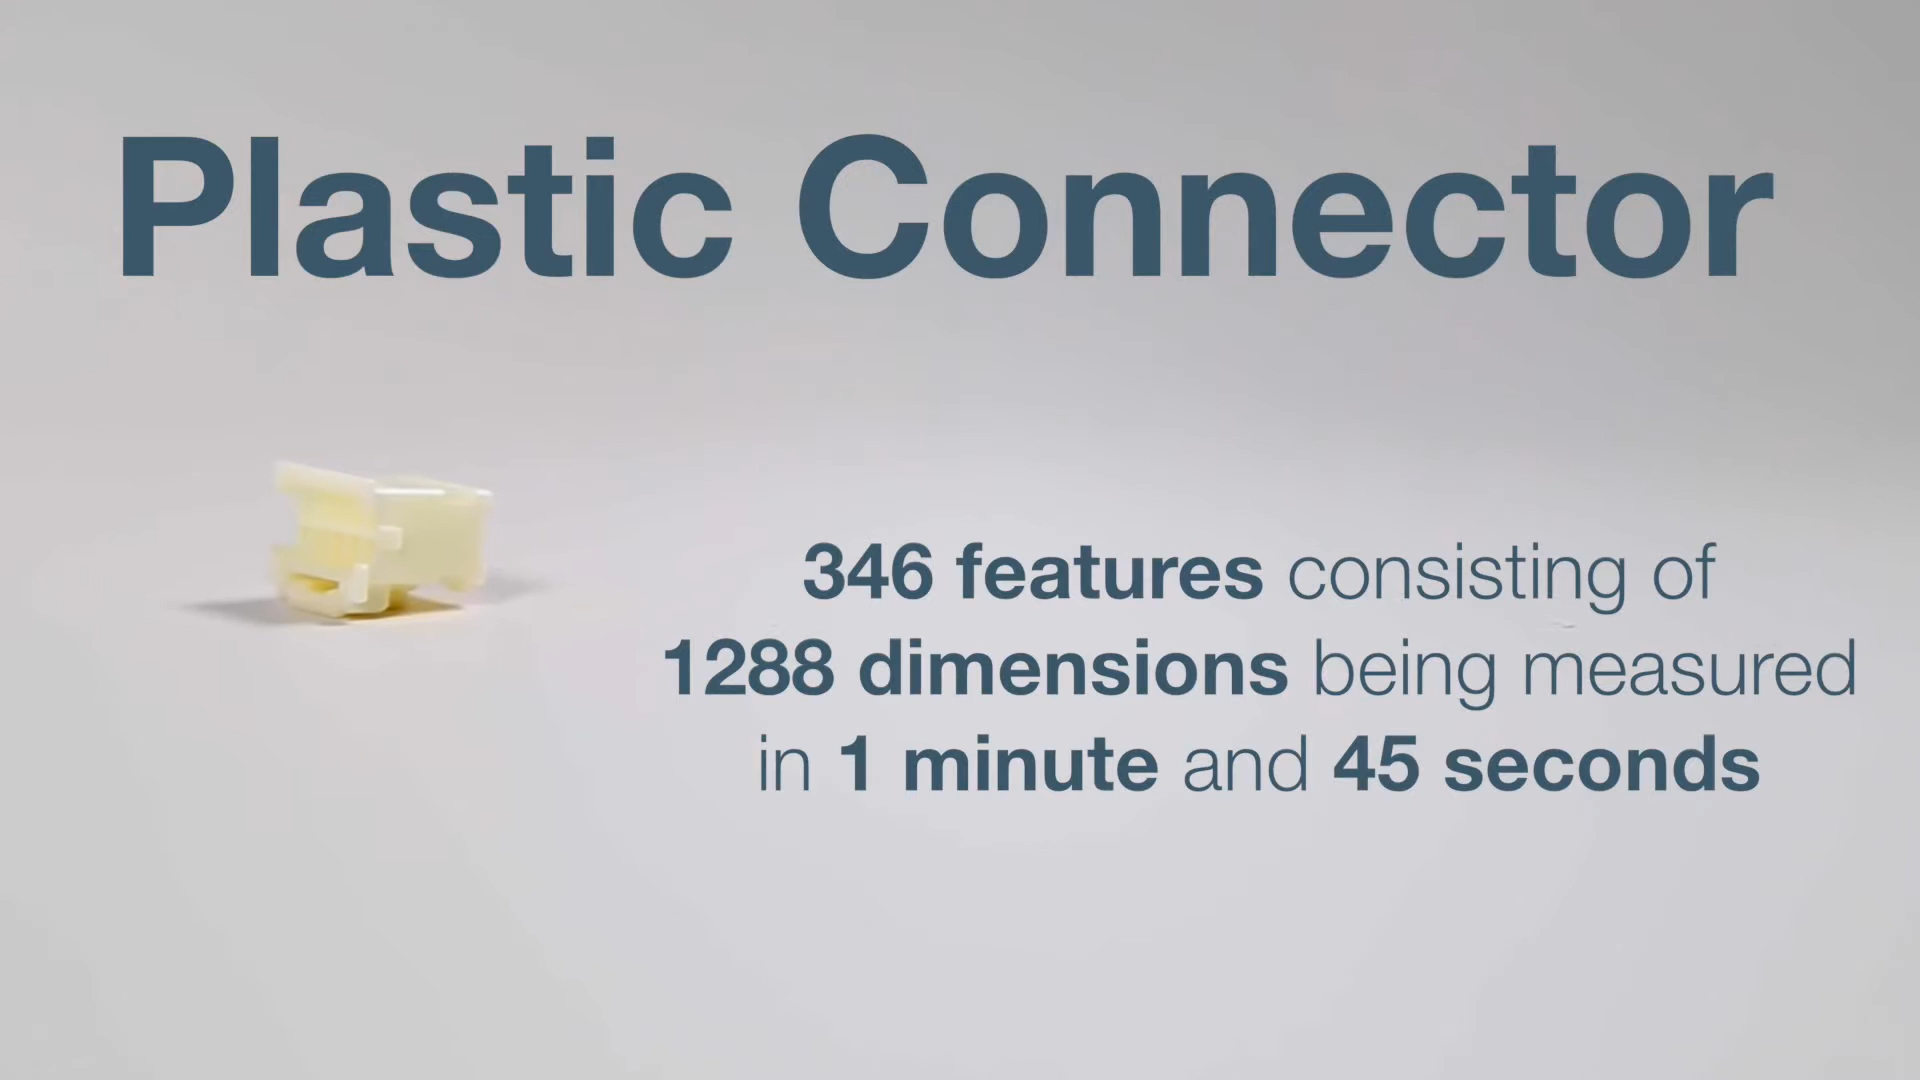 Plastic Connector
346 features consisting of
1288 dimensions being measured
in 1 minute and 45 seconds